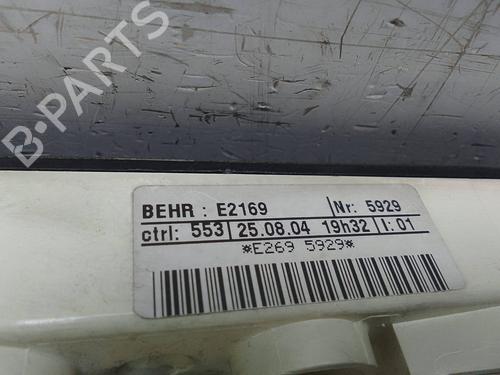 B-PARTS
BEHR : E2169 Nr: 5929
ctrl: 553 25.08.04 19h32 I: 01
*E269 5929*